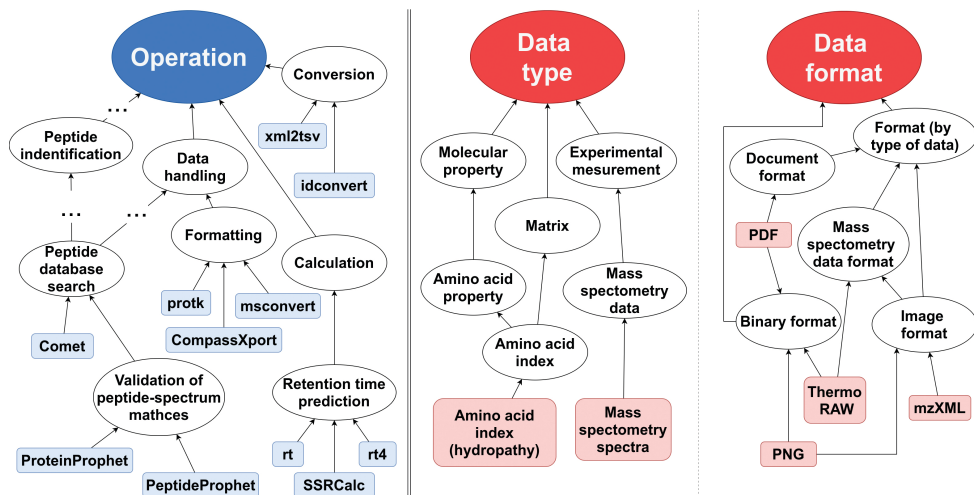 Operation
Conversion
xml2tsv
idconvert
...
...
...
Peptide
indentification
Data
handling
Formatting
protk
msconvert
CompassXport
Calculation
Peptide
database
search
Comet
Validation of
peptide-spectrum
mathces
ProteinProphet
PeptideProphet
Retention time
prediction
rt
rt4
SSRCalc
Data
type
Molecular
property
Experimental
mesurement
Matrix
Amino acid
property
Mass
spectometry
data
Amino acid
index
Amino acid
index
(hydropathy)
Mass
spectometry
spectra
Data
format
Format (by
type of data)
Document
format
PDF
Mass
spectometry
data format
Binary format
Image
format
Thermo
RAW
mzXML
PNG